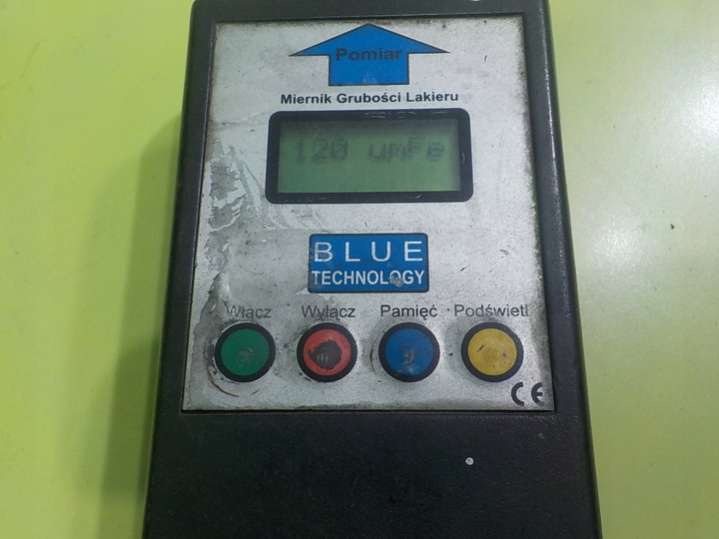 Pomiar
Miernik Grubości Lakieru
120 umFe
BLUE
TECHNOLOGY
Włącz Wyłącz Pamięć Podświetl
CE